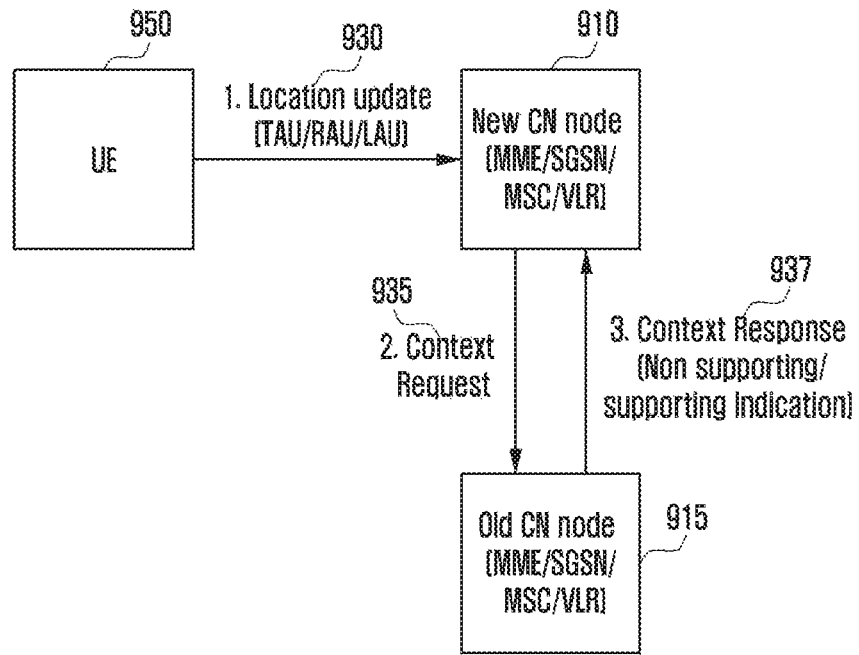 950
930
910
1. Location update
(TAU/RAU/LAU)
UE
New CN node
(MME/SGSN/
MSC/VLR)
935
2. Context
Request
937
3. Context Response
(Non supporting/
supporting indication)
Old CN node
(MME/SGSN/
MSC/VLR)
915